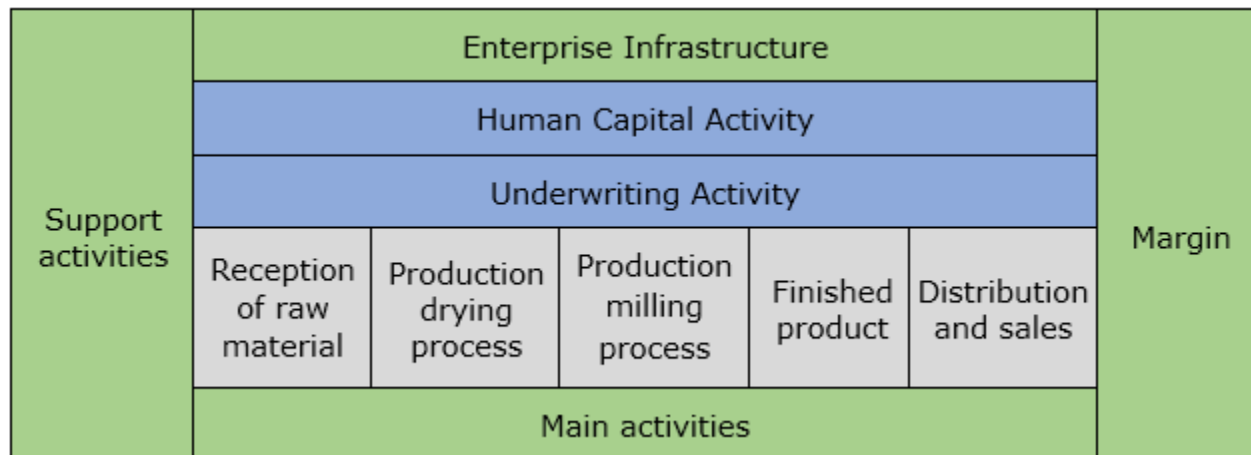 Enterprise Infrastructure
Human Capital Activity
Underwriting Activity
Support
activities
Reception
of raw
material
Production
drying
process
Production
milling
process
Finished
product
Distribution
and sales
Margin
Main activities